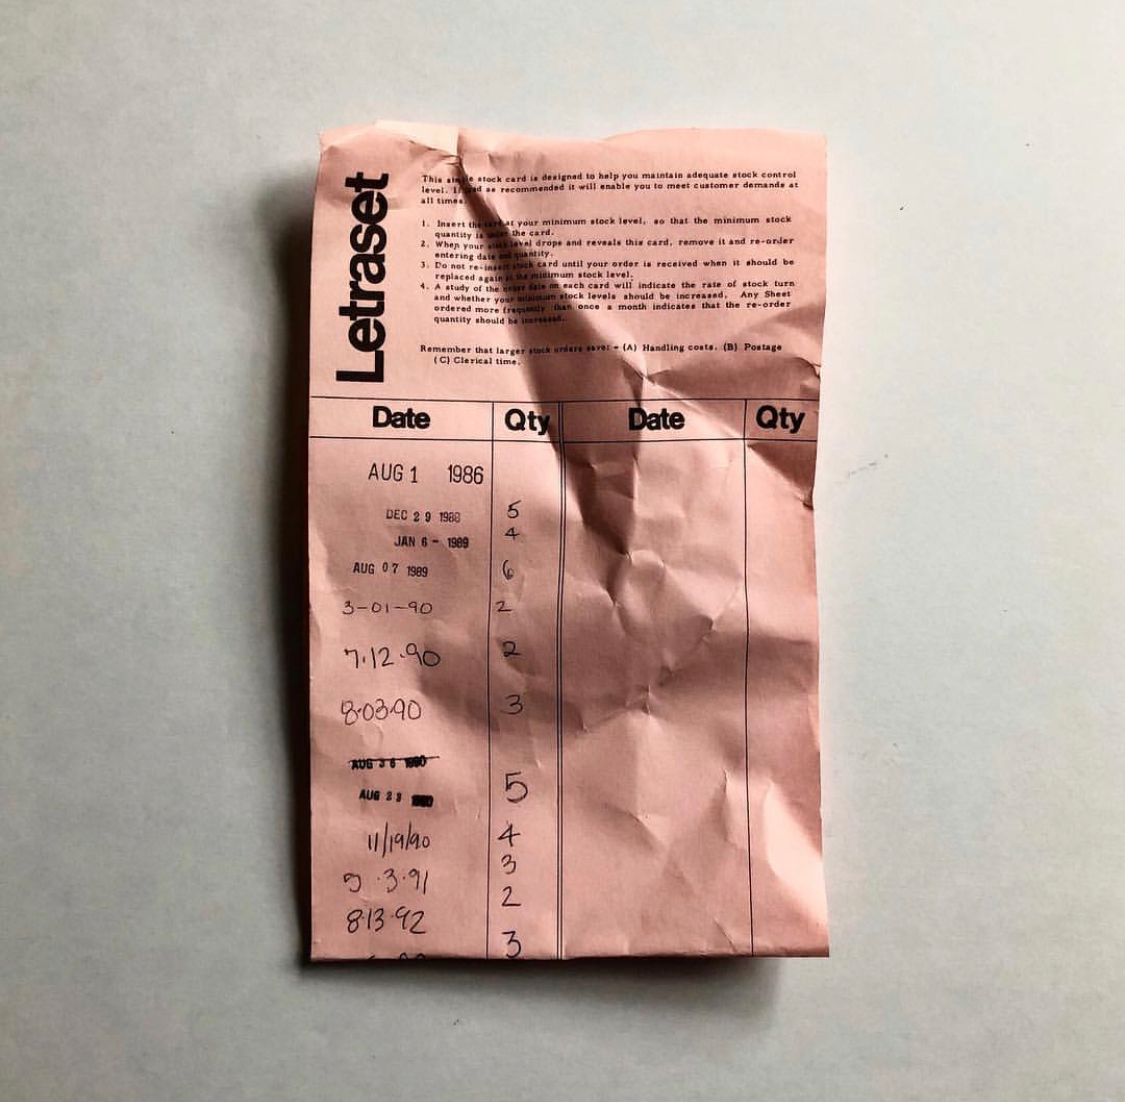 Letraset
This simple stock card is designed to help you maintain adequate stock control
level. If used as recommended it will enable you to meet customer demands at
all times.
1. Insert the card at your minimum stock level, so that the minimum stock
quantity is under the card.
2. When your stock level drops and reveals this card, remove it and re-order
entering date and quantity.
3. Do not re-insert stock card until your order is received when it should be
replaced again at the minimum stock level.
4. A study of the order date on each card will indicate the rate of stock turn
and whether your minimum stock levels should be increased. Any Sheet
ordered more frequently than once a month indicates that the re-order
quantity should be increased.
Remember that larger stock orders save: - (A) Handling costs. (B) Postage
(C) Clerical time.
Date Qty Date Qty
AUG 1 1986
DEC 29 1988 5
JAN 6 - 1989 4
AUG 07 1989 6
3-01-90 2
7.12.90 2
8.03.90 3
AUG 1990
AUG 23 5
11/19/90 4
3
9.3.91
2
8.13.92
3